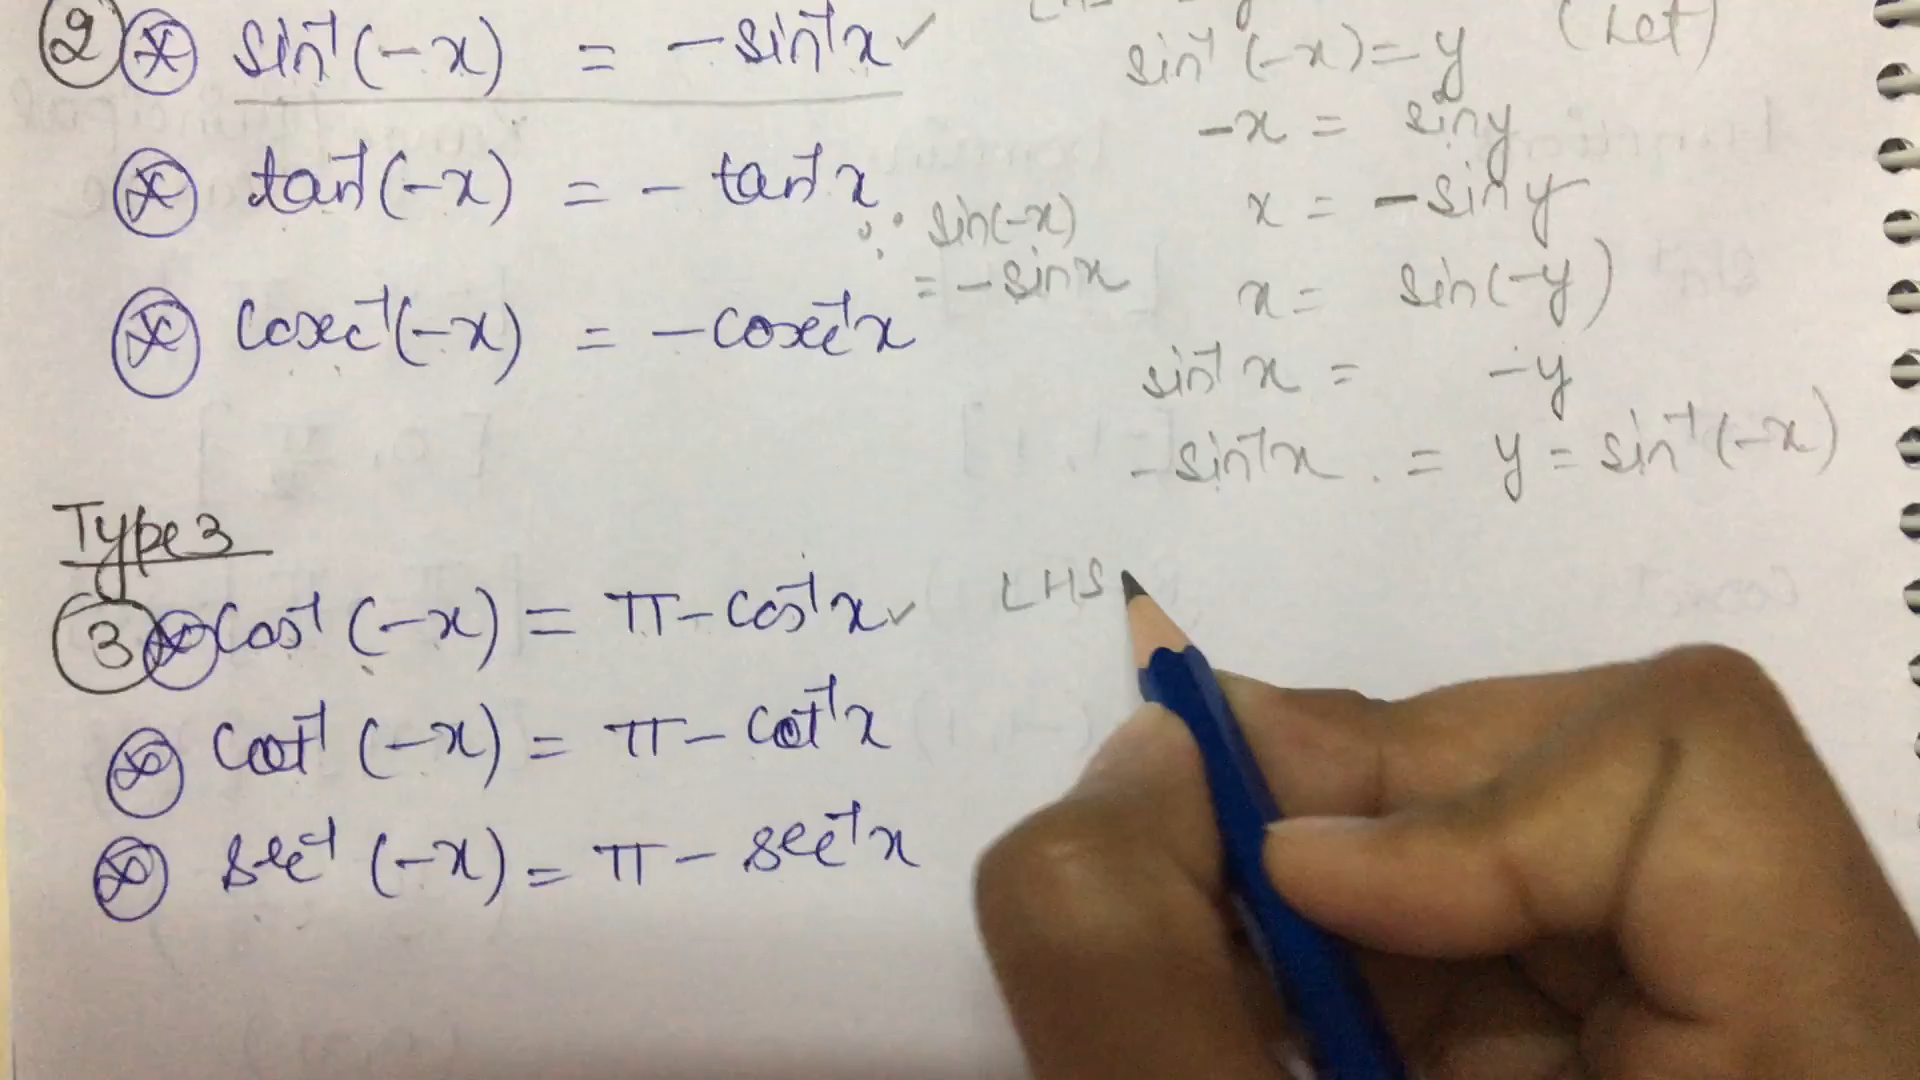 ② ⊛ sin⁻¹(-x) = -sin⁻¹x ✓
⊛ tan⁻¹(-x) = - tan⁻¹x
⊛ cosec⁻¹(-x) = -cosec⁻¹x
∵ sin(-x)
= -sinx
sin⁻¹(-x) = y (Let)
-x = siny
x = -siny
x = sin(-y)
sin⁻¹x = -y
-sin⁻¹x = y = sin⁻¹(-x)
Type 3
③ ⊛ cos⁻¹(-x) = π - cos⁻¹x ✓
⊛ cot⁻¹(-x) = π - cot⁻¹x
⊛ sec⁻¹(-x) = π - sec⁻¹x
LHS